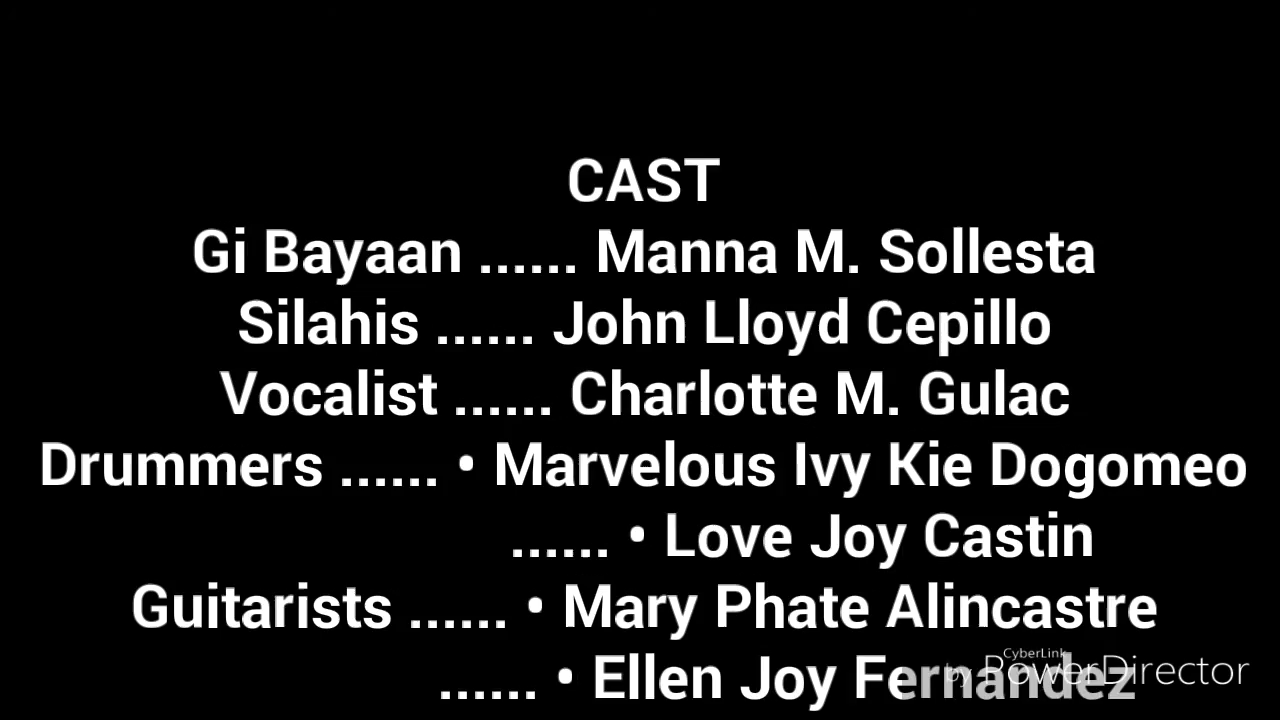 CAST
Gi Bayaan ...... Manna M. Sollesta
Silahis ...... John Lloyd Cepillo
Vocalist ...... Charlotte M. Gulac
Drummers ...... • Marvelous Ivy Kie Dogomeo
...... • Love Joy Castin
Guitarists ...... • Mary Phate Alincastre
...... • Ellen Joy Fernandez
CyberLink
by PowerDirector